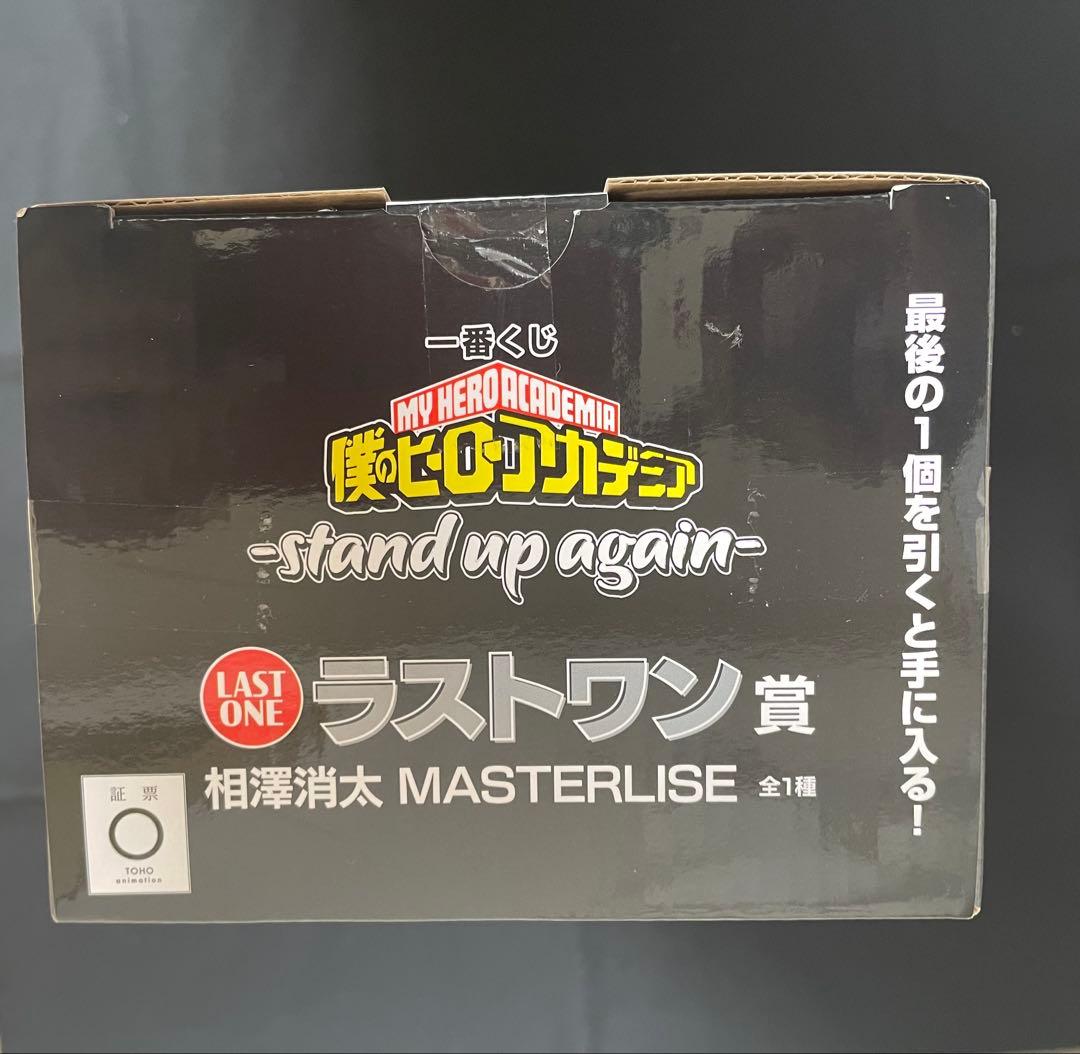 一番くじ
MY HERO ACADEMIA
僕のヒーローアカデミア
-stand up again-
LAST
ONE
ラストワン賞
相澤消太 MASTERLISE 全1種
最後の1個を引くと手に入る!
証 票
TOHO
animation